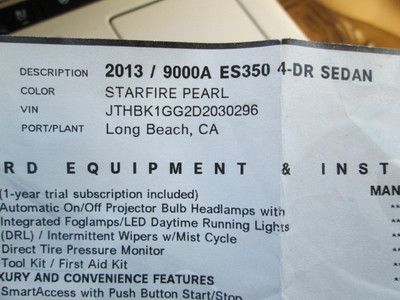 DESCRIPTION 2013 / 9000A ES350 4-DR SEDAN
COLOR STARFIRE PEARL
VIN JTHBK1GG2D2030296
PORT/PLANT Long Beach, CA
RD EQUIPMENT & INST
(1-year trial subscription included) MAN
Automatic On/Off Projector Bulb Headlamps with **
Integrated Foglamps/LED Daytime Running Lights **
(DRL) / Intermittent Wipers w/Mist Cycle **
Direct Tire Pressure Monitor **
Tool Kit / First Aid Kit **
XURY AND CONVENIENCE FEATURES
SmartAccess with Push Button Start/Stop **